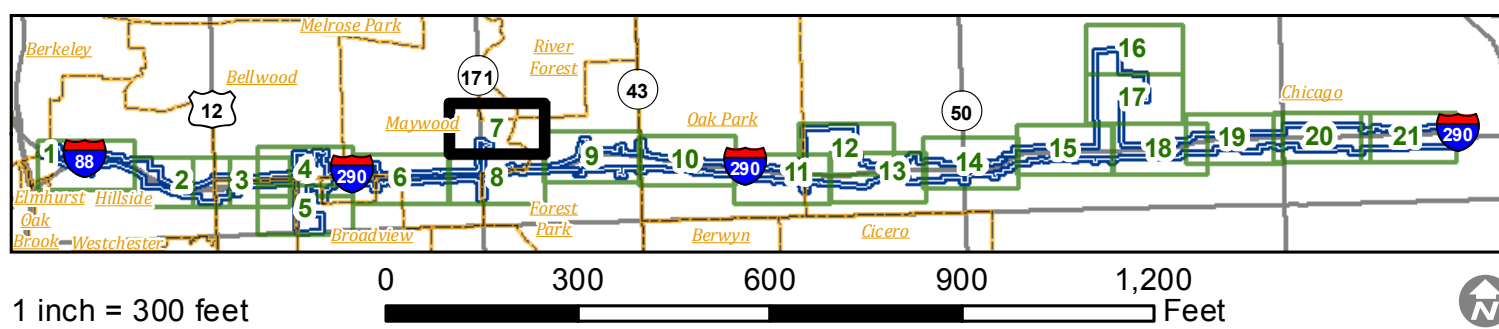 Melrose Park
Berkeley
River
Forest
Bellwood
171
43
12
50
16
17
Chicago
Maywood
7
Oak Park
1
88
2
3
4
290
6
8
9
10
290
11
12
13
14
15
18
19
20
21
290
5
Elmhurst
Hillside
Oak
Brook
Westchester
Broadview
Forest
Park
Berwyn
Cicero
0 300 600 900 1,200
1 inch = 300 feet
Feet
N